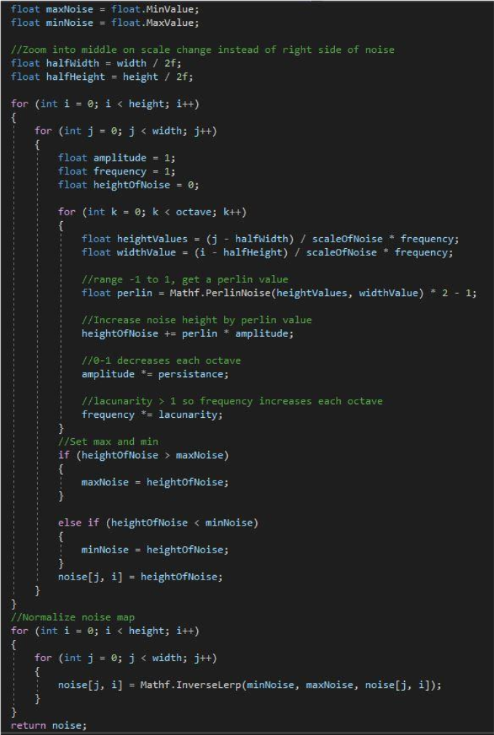 float maxNoise = float.MinValue;
float minNoise = float.MaxValue;
//Zoom into middle on scale change instead of right side of noise
float halfWidth = width / 2f;
float halfHeight = height / 2f;
for (int i = 0; i < height; i++)
{
for (int j = 0; j < width; j++)
{
float amplitude = 1;
float frequency = 1;
float heightOfNoise = 0;
for (int k = 0; k < octave; k++)
{
float heightValues = (j - halfWidth) / scaleOfNoise * frequency;
float widthValue = (i - halfHeight) / scaleOfNoise * frequency;
//range -1 to 1, get a perlin value
float perlin = Mathf.PerlinNoise(heightValues, widthValue) * 2 - 1;
//Increase noise height by perlin value
heightOfNoise += perlin * amplitude;
//0-1 decreases each octave
amplitude *= persistance;
//lacunarity > 1 so frequency increases each octave
frequency *= lacunarity;
}
//Set max and min
if (heightOfNoise > maxNoise)
{
maxNoise = heightOfNoise;
}
else if (heightOfNoise < minNoise)
{
minNoise = heightOfNoise;
}
noise[j, i] = heightOfNoise;
}
}
//Normalize noise map
for (int i = 0; i < height; i++)
{
for (int j = 0; j < width; j++)
{
noise[j, i] = Mathf.InverseLerp(minNoise, maxNoise, noise[j, i]);
}
}
return noise;